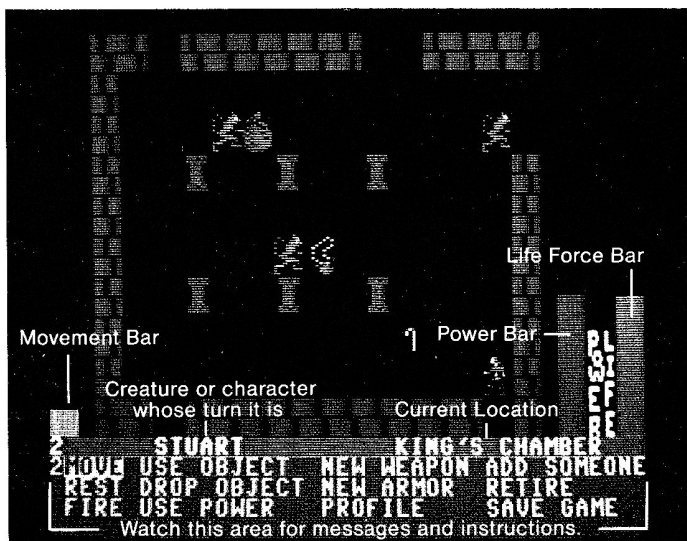 Life Force Bar
Movement Bar
Power Bar
POWER
LIFE
Creature or character
whose turn it is
Current Location
2 STUART KING'S CHAMBER
2 MOVE USE OBJECT NEW WEAPON ADD SOMEONE
REST DROP OBJECT NEW ARMOR RETIRE
FIRE USE POWER PROFILE SAVE GAME
Watch this area for messages and instructions.